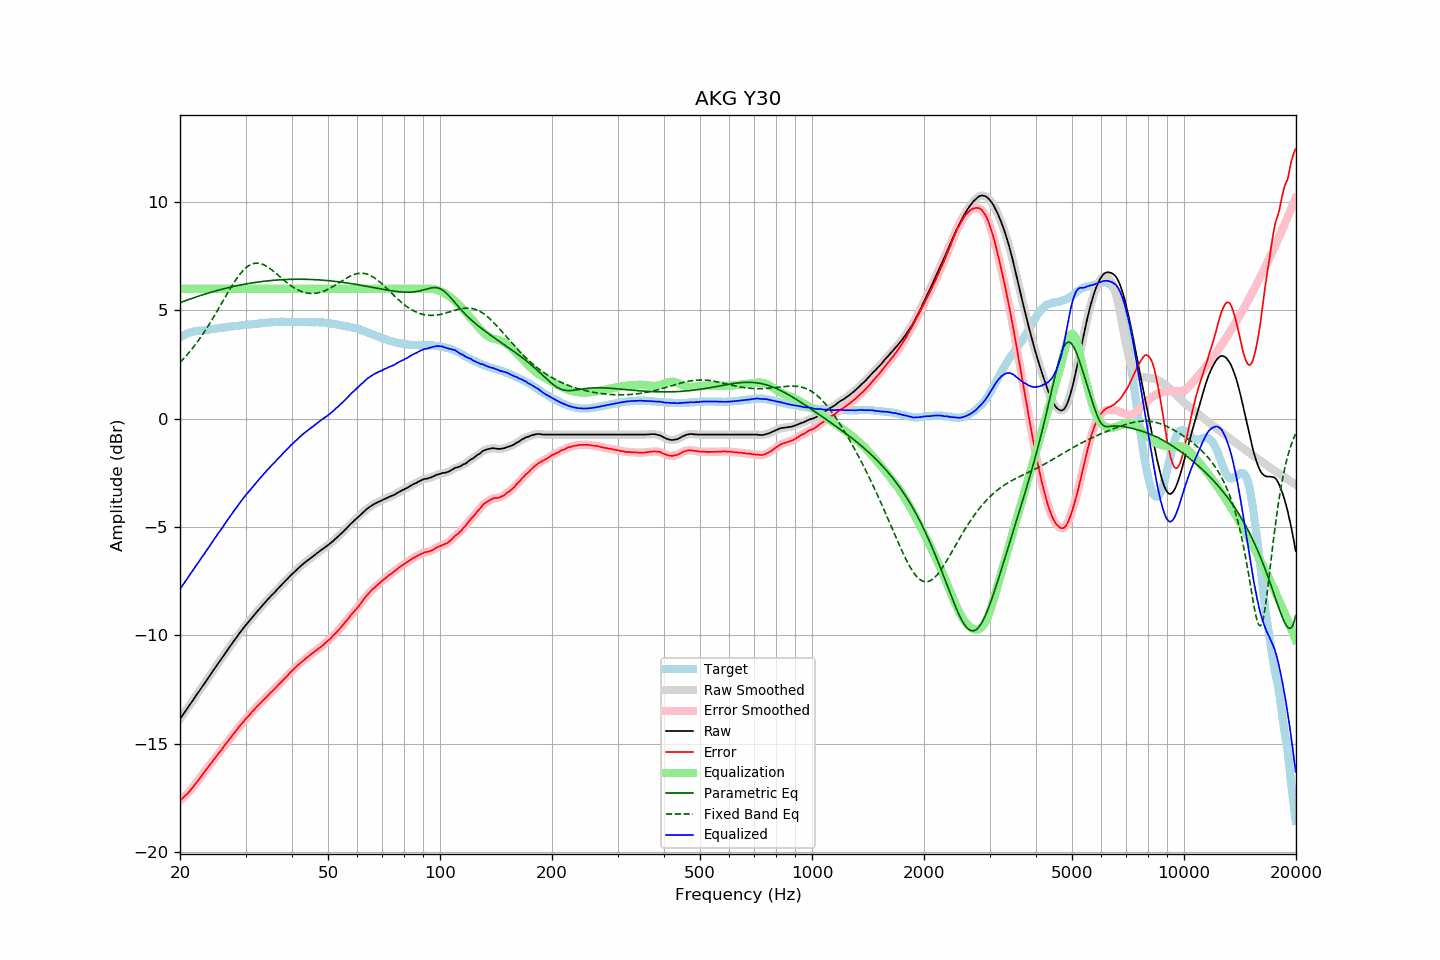 AKG Y30
Amplitude (dBr)
10
5
0
−5
−10
−15
−20
20
50
100
200
500
1000
2000
5000
10000
20000
Frequency (Hz)
Target
Raw Smoothed
Error Smoothed
Raw
Error
Equalization
Parametric Eq
Fixed Band Eq
Equalized